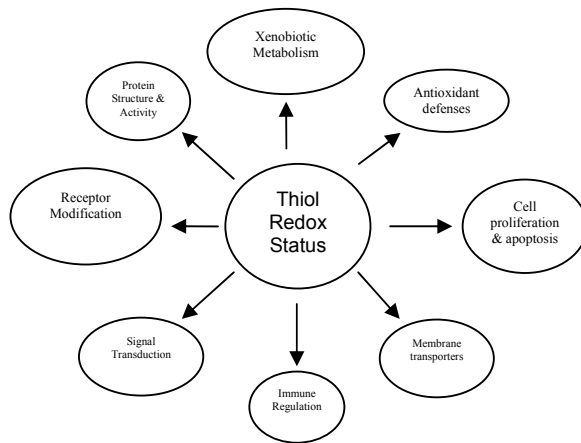 Xenobiotic
Metabolism
Protein
Structure &
Activity
Antioxidant
defenses
Receptor
Modification
Thiol
Redox
Status
Cell
proliferation
& apoptosis
Signal
Transduction
Membrane
transporters
Immune
Regulation